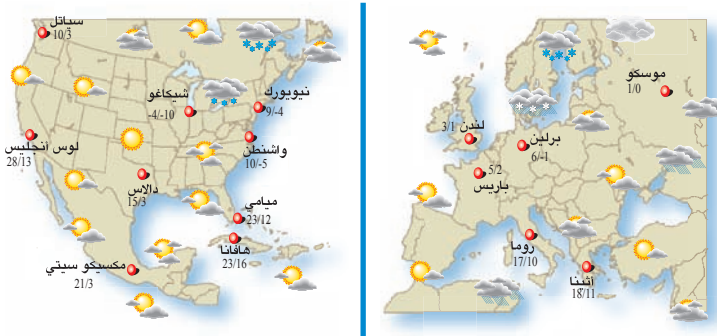 سياتل
10/3
نيويورك
9/-4
شيكاغو
-4/-10
واشنطن
10/-5
لوس أنجليس
28/13
دالاس
15/3
ميامي
23/12
هافانا
23/16
مكسيكو سيتي
21/3
موسكو
1/0
لندن 3/1
برلين
6/-1
5/2
باريس
روما
17/10
أثينا
18/11